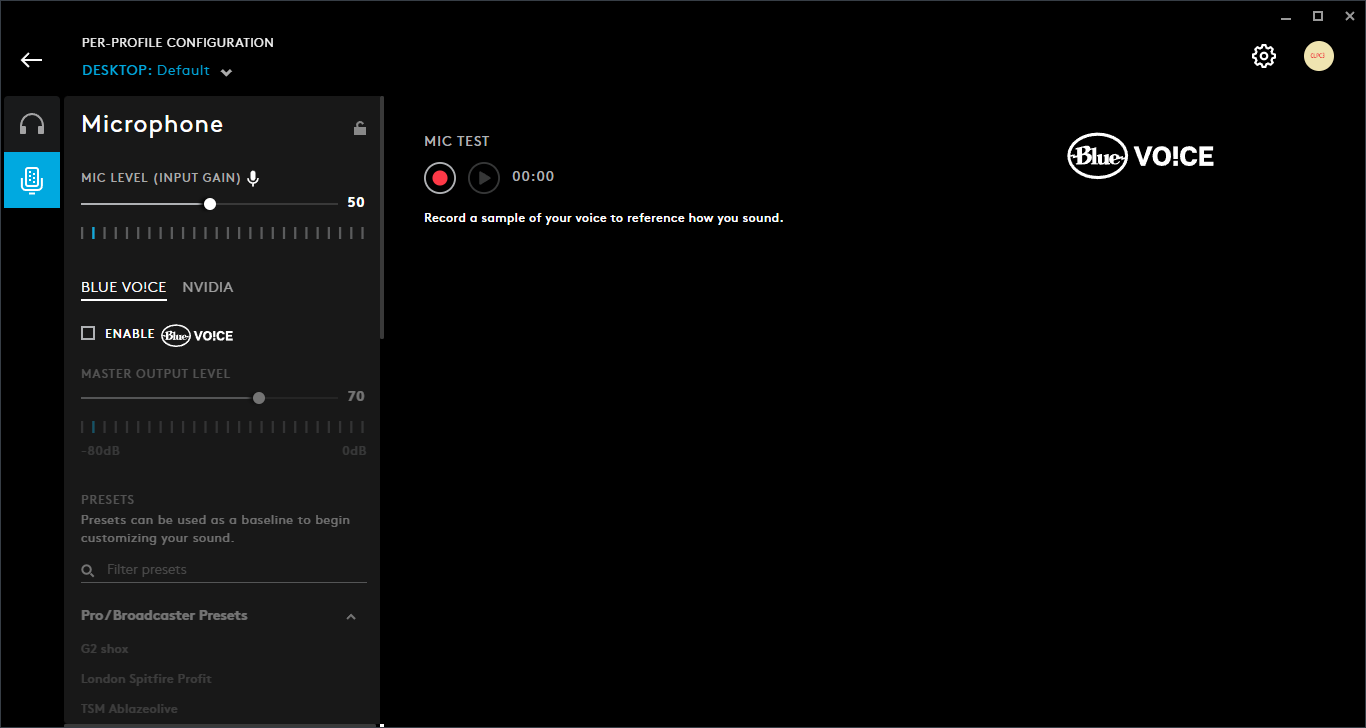 PER-PROFILE CONFIGURATION
DESKTOP: Default
Microphone
MIC LEVEL (INPUT GAIN)
50
BLUE VO!CE NVIDIA
ENABLE Blue VO!CE
MASTER OUTPUT LEVEL
70
-80dB 0dB
PRESETS
Presets can be used as a baseline to begin
customizing your sound.
Filter presets
Pro/Broadcaster Presets
G2 shox
London Spitfire Profit
TSM Ablazeolive
MIC TEST
00:00
Record a sample of your voice to reference how you sound.
Blue VO!CE